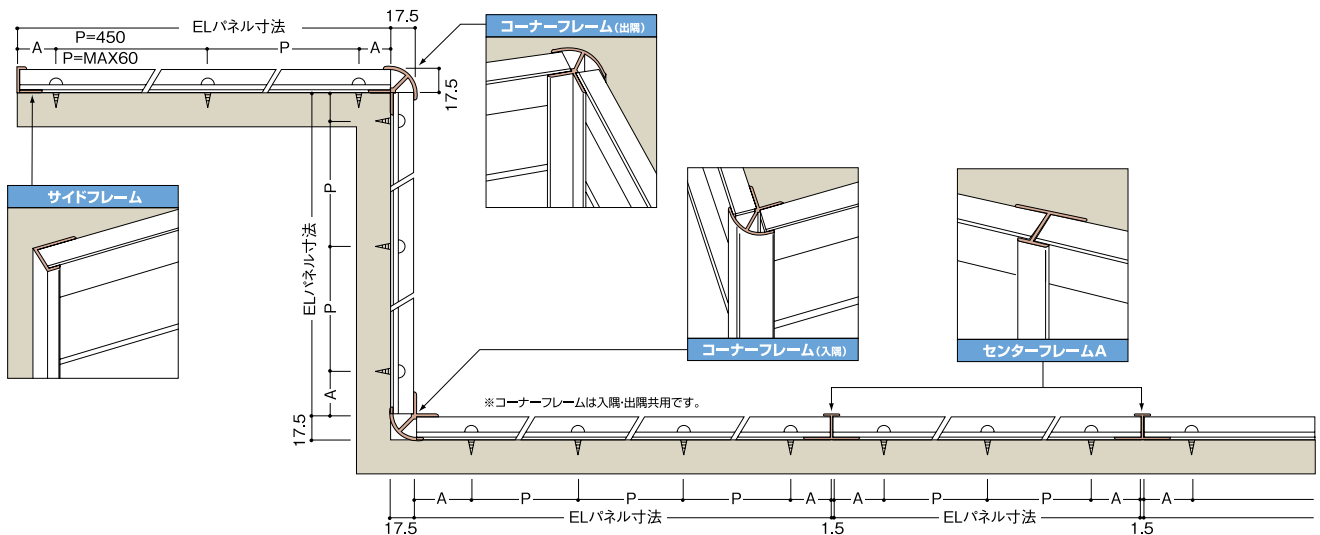 ELパネル寸法
17.5
A
P=450
P
A
P=MAX60
17.5
コーナーフレーム(出隅)
サイドフレーム
P
P
A
ELパネル寸法
17.5
コーナーフレーム(入隅)
センターフレームA
※コーナーフレームは入隅・出隅共用です。
A
P
P
P
A
A
P
P
A
A
17.5
ELパネル寸法
1.5
ELパネル寸法
1.5